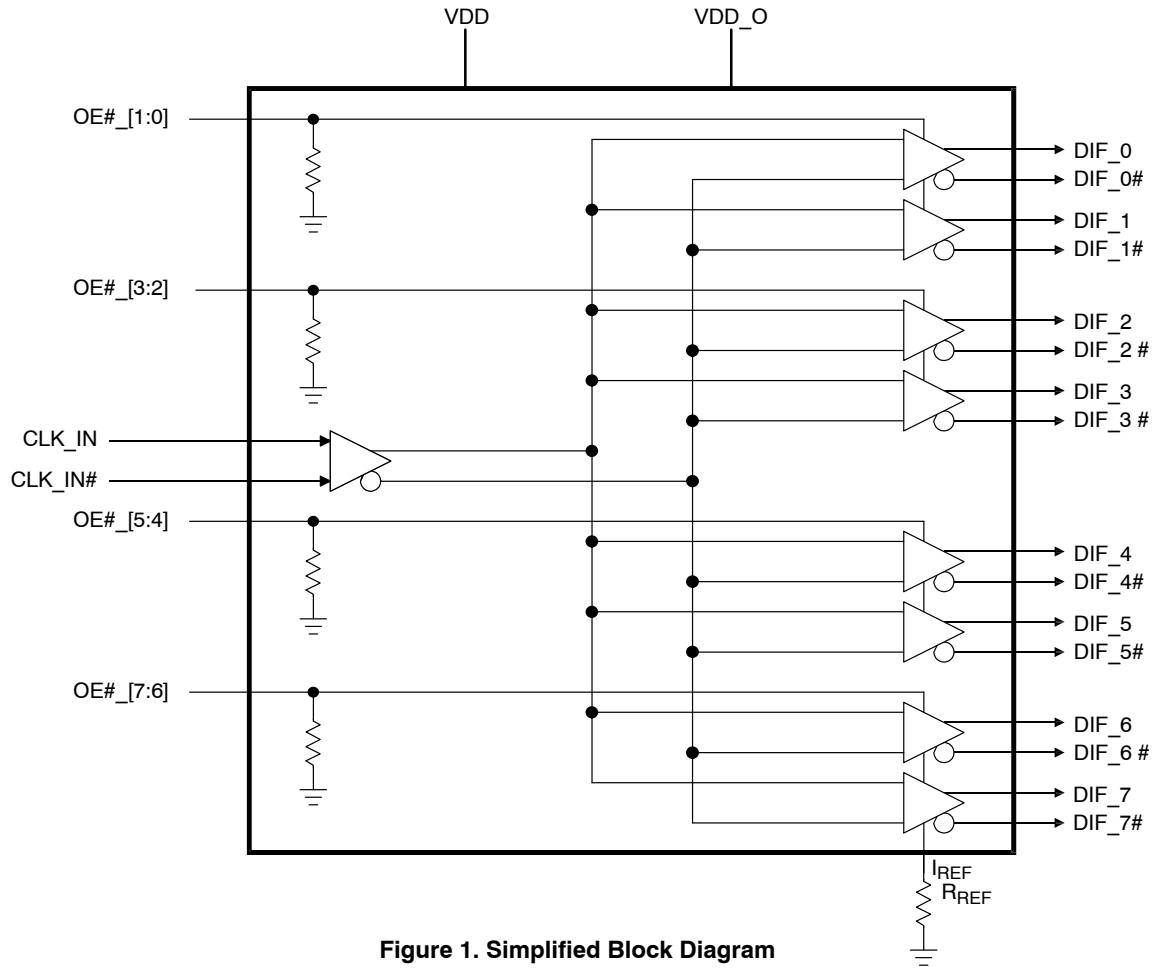 VDD
VDD_O
OE#_[1:0]
DIF_0
DIF_0#
DIF_1
DIF_1#
OE#_[3:2]
DIF_2
DIF_2 #
DIF_3
DIF_3 #
CLK_IN
CLK_IN#
OE#_[5:4]
DIF_4
DIF_4#
DIF_5
DIF_5#
OE#_[7:6]
DIF_6
DIF_6 #
DIF_7
DIF_7#
IREF
RREF
Figure 1. Simplified Block Diagram